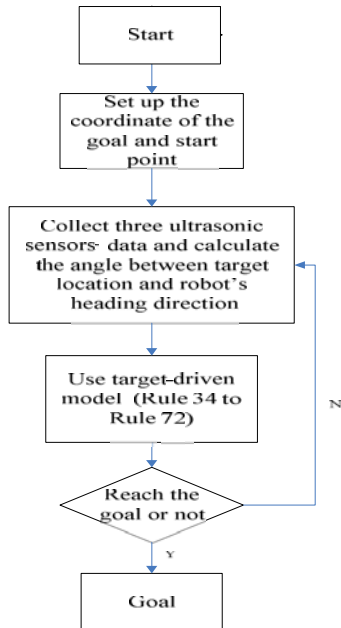 Start
Set up the
coordinate of the
goal and start
point
Collect three ultrasonic
sensors- data and calculate
the angle between target
location and robot's
heading direction
Use target-driven
model (Rule 34 to
Rule 72)
Reach the
goal or not
N
Y
Goal